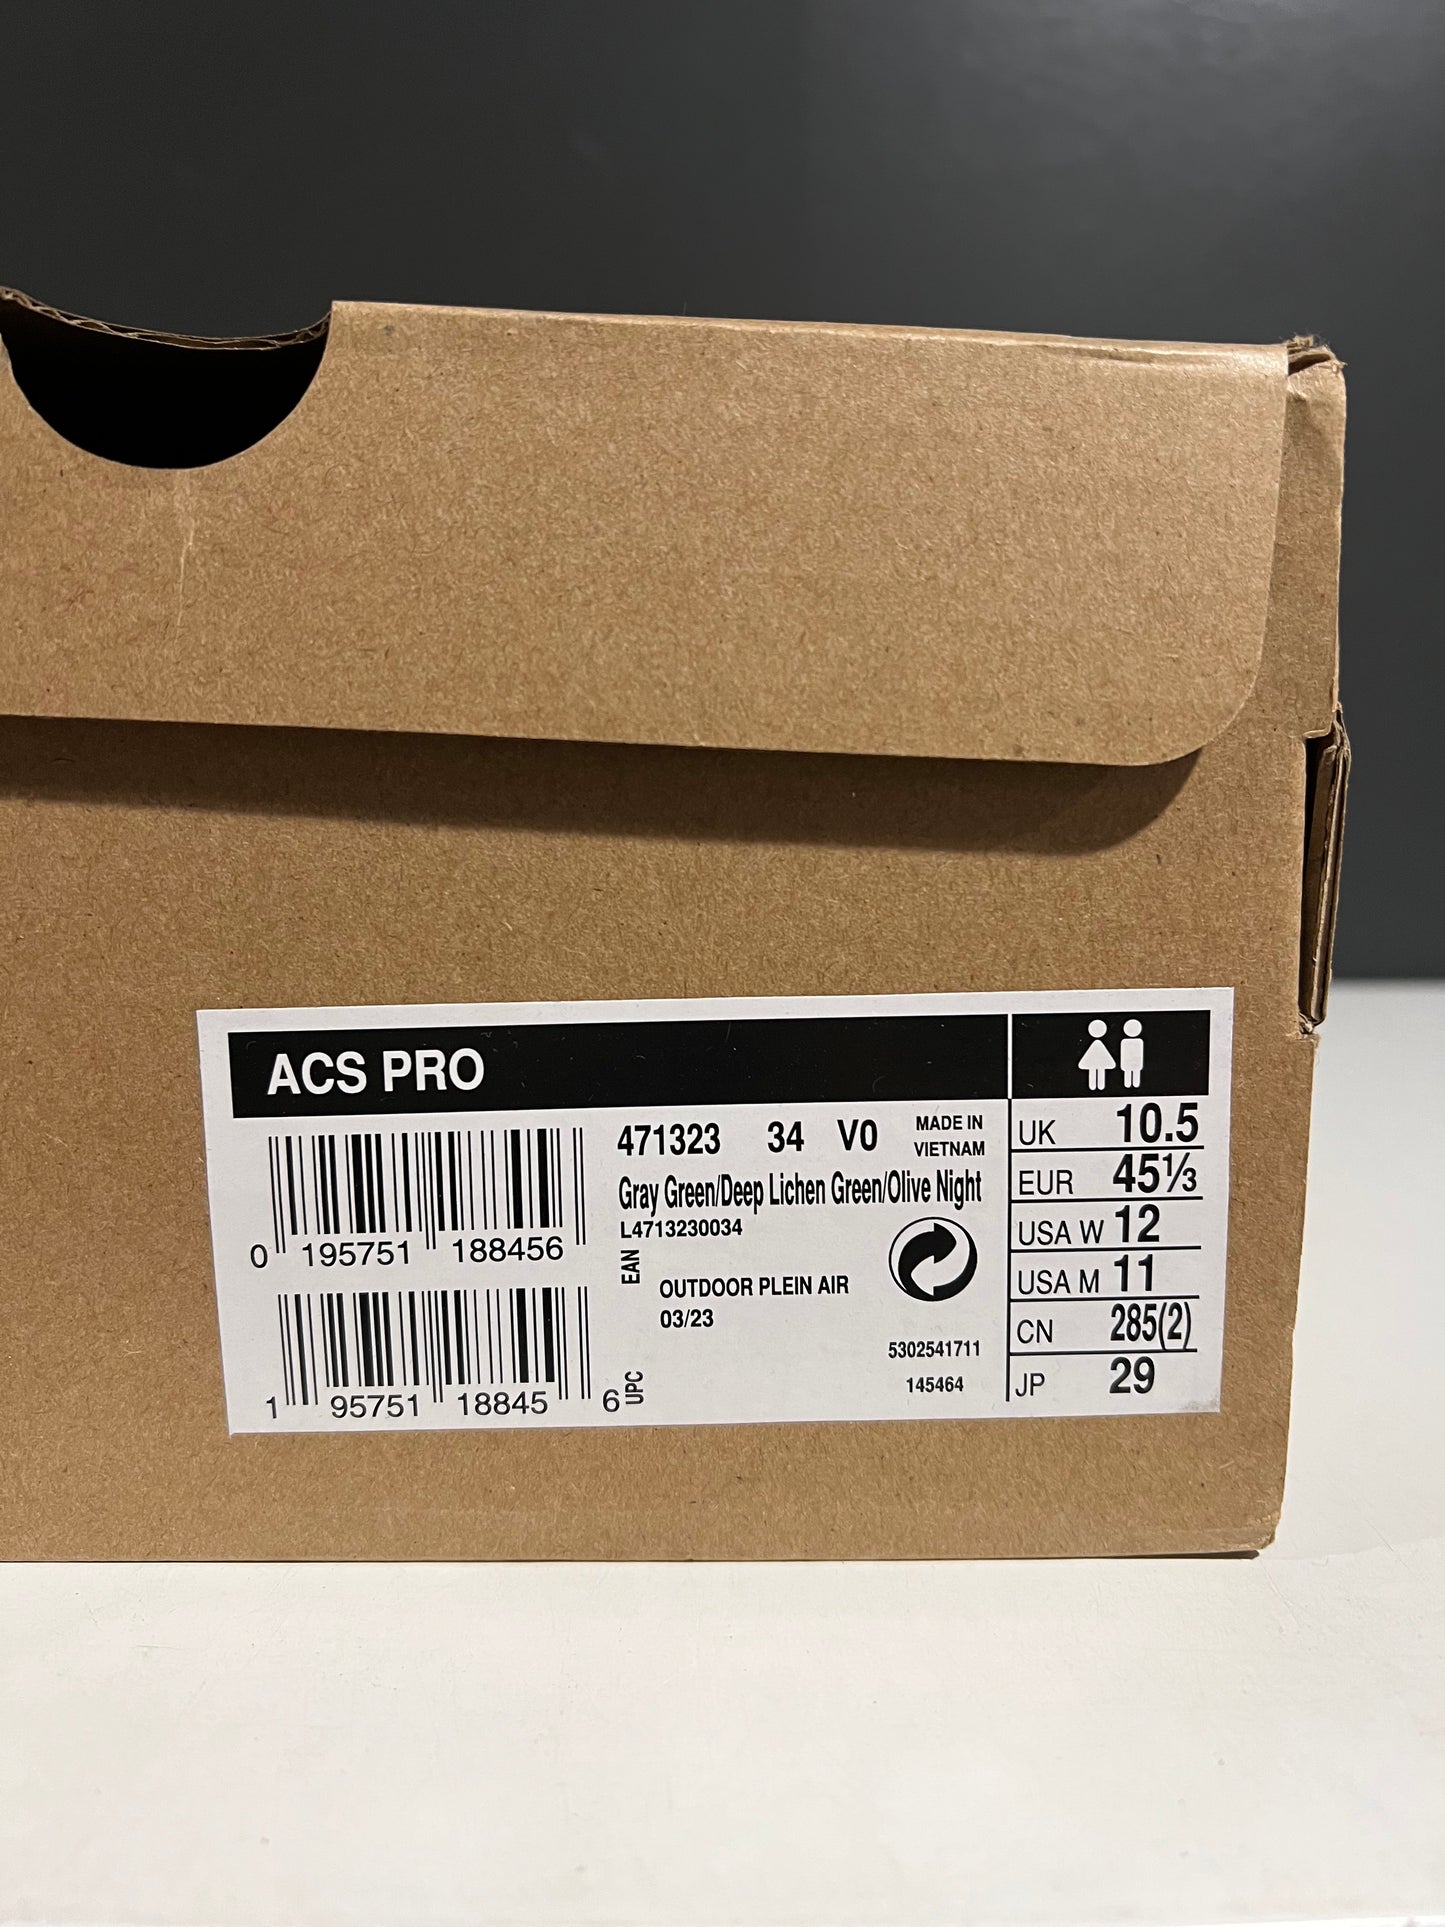 ACS PRO
0 195751 188456
EAN
1 95751 18845 6
UPC
471323 34 V0
MADE IN
VIETNAM
Gray Green/Deep Lichen Green/Olive Night
L4713230034
OUTDOOR PLEIN AIR
03/23
5302541711
145464
UK 10.5
EUR 45⅓
USA W 12
USA M 11
CN 285(2)
JP 29